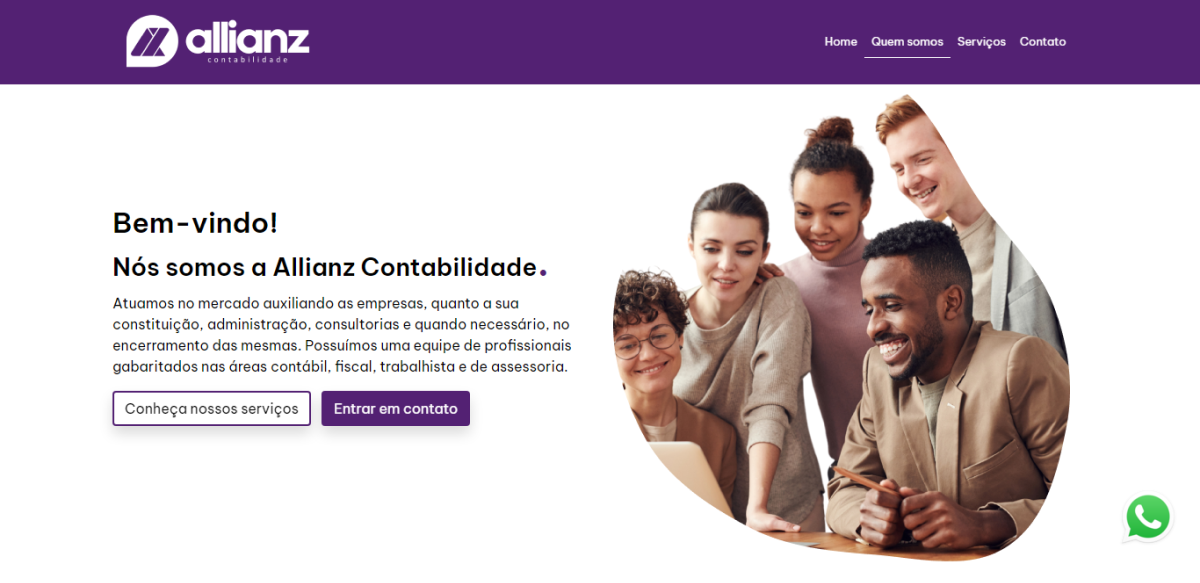 allianz
contabilidade
Home Quem somos Serviços Contato
Bem-vindo!
Nós somos a Allianz Contabilidade.
Atuamos no mercado auxiliando as empresas, quanto a sua
constituição, administração, consultorias e quando necessário, no
encerramento das mesmas. Possuímos uma equipe de profissionais
gabaritados nas áreas contábil, fiscal, trabalhista e de assessoria.
Conheça nossos serviços Entrar em contato